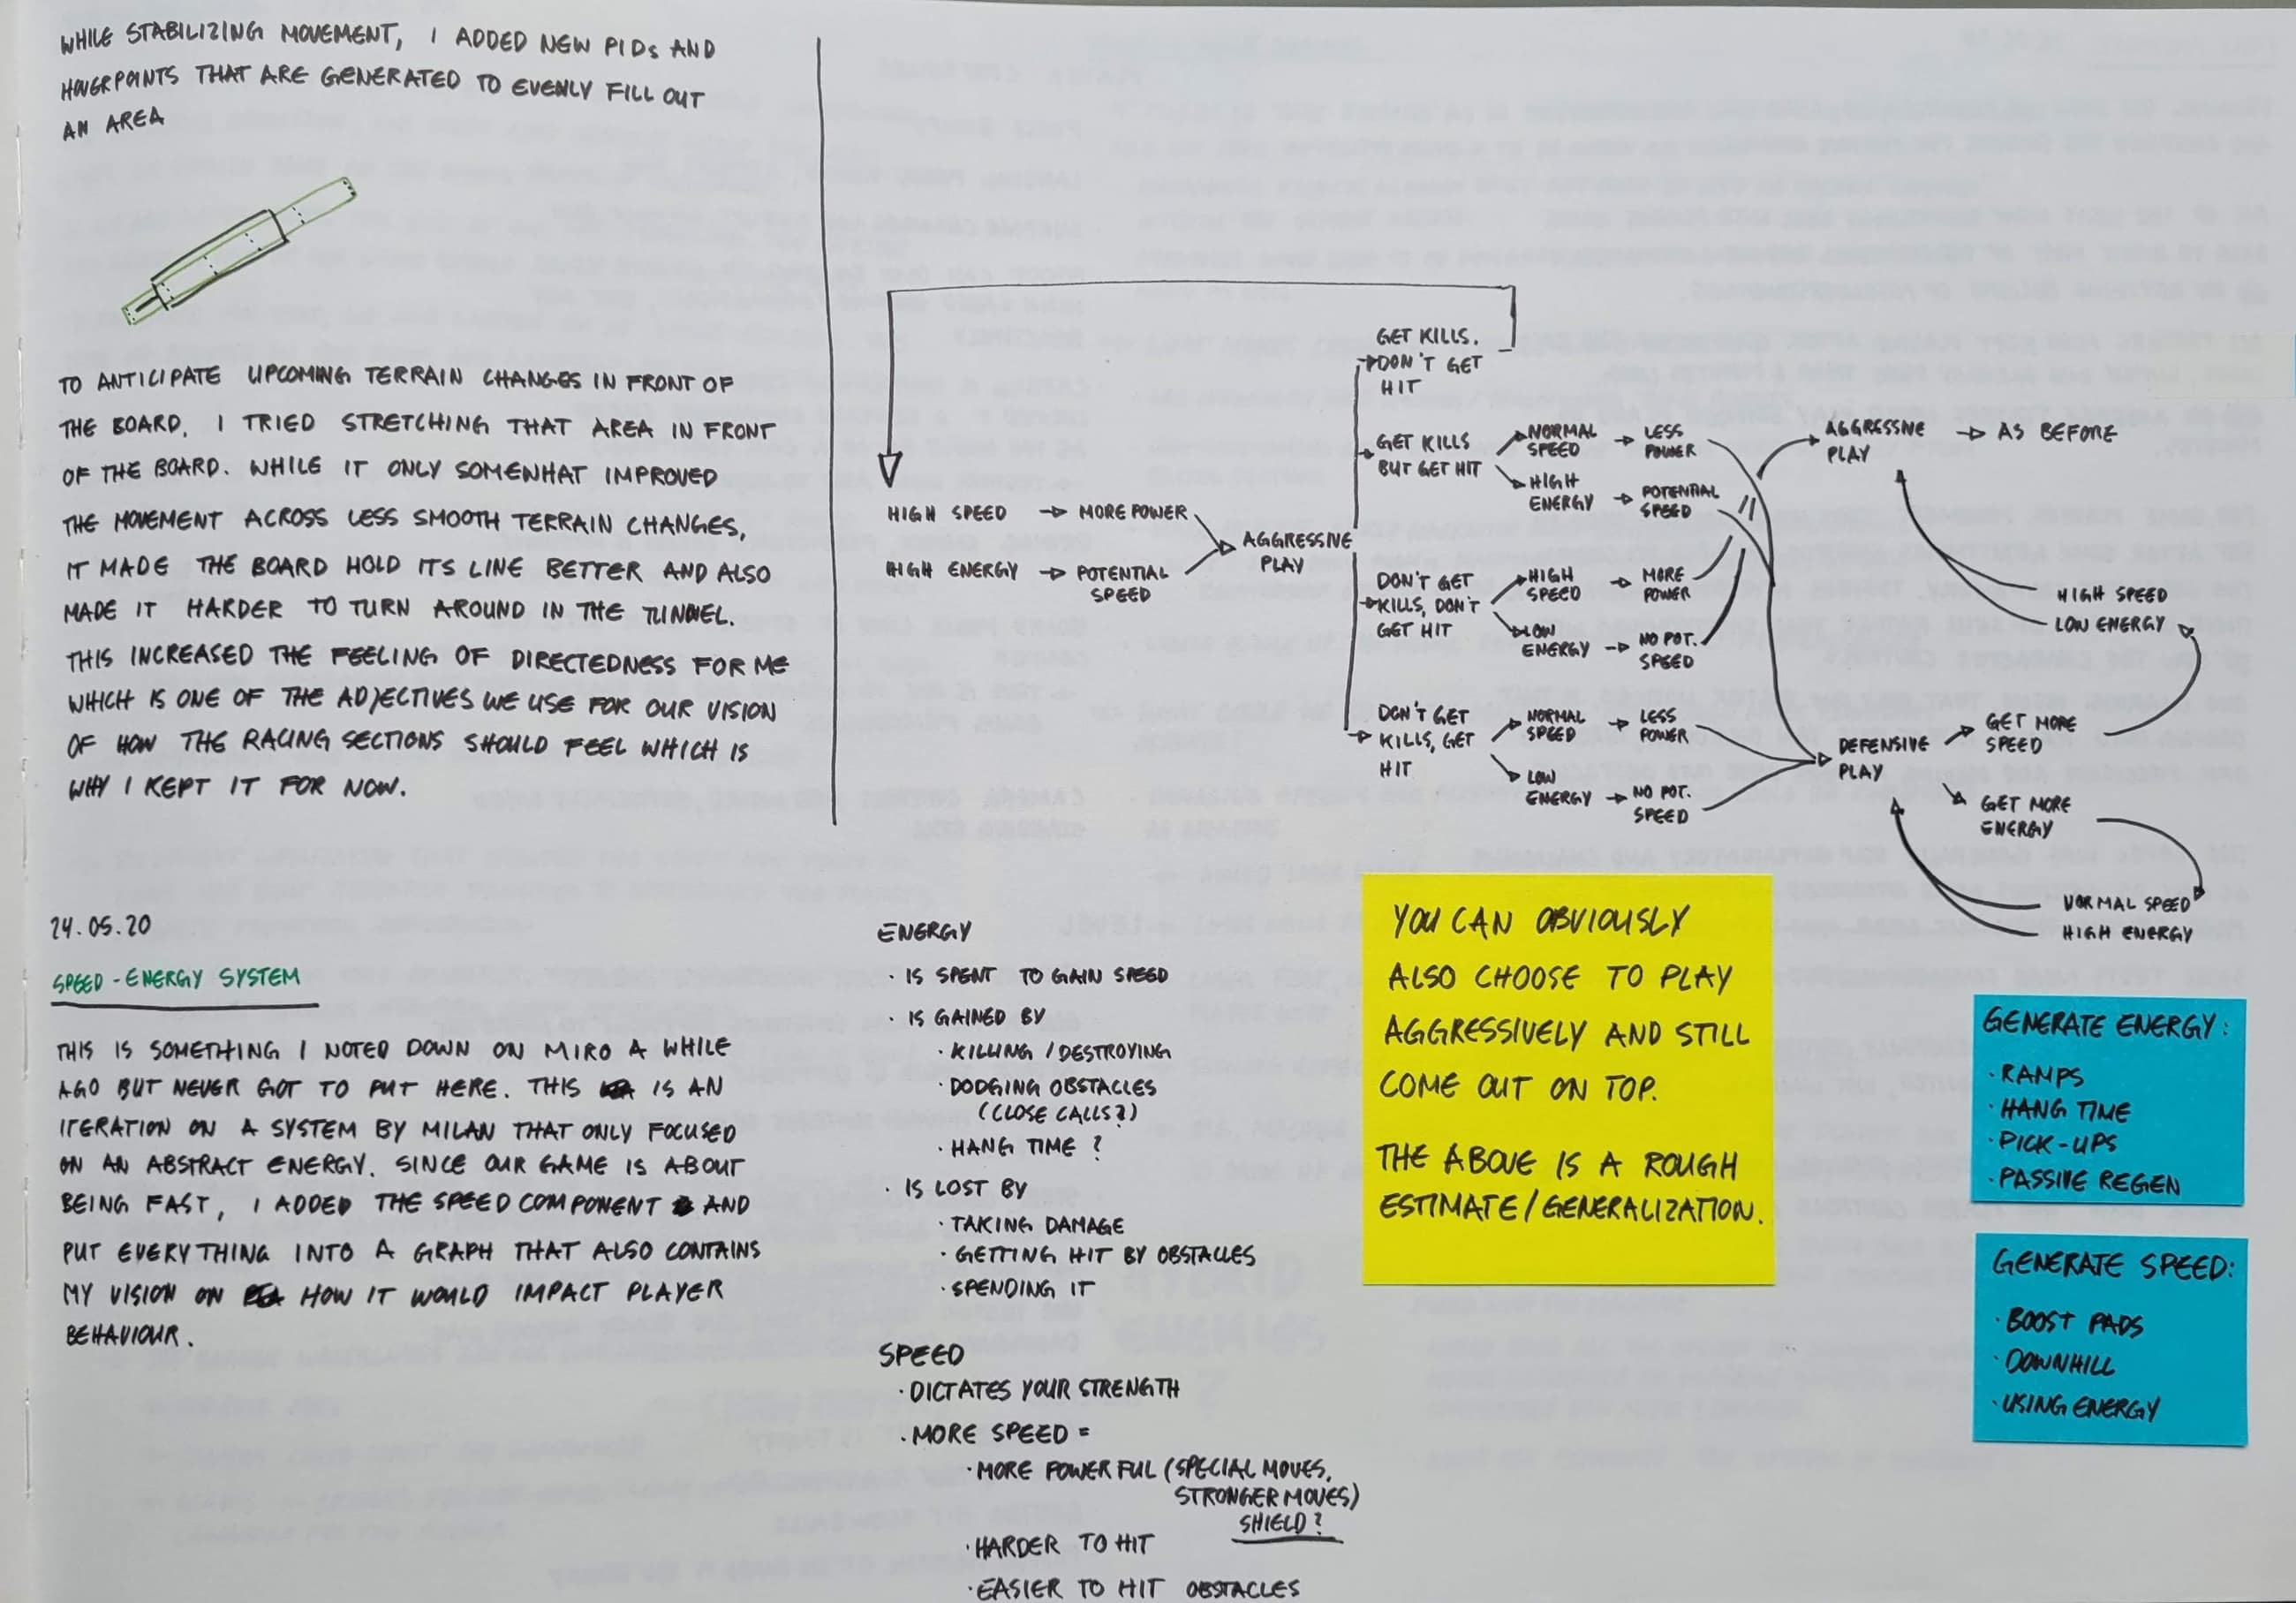 WHILE STABILIZING MOVEMENT, I ADDED NEW PIDs AND
HOVERPOINTS THAT ARE GENERATED TO EVENLY FILL OUT
AN AREA
TO ANTICIPATE UPCOMING TERRAIN CHANGES IN FRONT OF
THE BOARD, I TRIED STRETCHING THAT AREA IN FRONT
OF THE BOARD. WHILE IT ONLY SOMEWHAT IMPROVED
THE MOVEMENT ACROSS LESS SMOOTH TERRAIN CHANGES,
IT MADE THE BOARD HOLD ITS LINE BETTER AND ALSO
MADE IT HARDER TO TURN AROUND IN THE TUNNEL.
THIS INCREASED THE FEELING OF DIRECTEDNESS FOR ME
WHICH IS ONE OF THE ADJECTIVES WE USE FOR OUR VISION
OF HOW THE RACING SECTIONS SHOULD FEEL WHICH IS
WHY I KEPT IT FOR NOW.
24.05.20
SPEED - ENERGY SYSTEM
THIS IS SOMETHING I NOTED DOWN ON MIRO A WHILE
AGO BUT NEVER GOT TO PUT HERE. THIS IS AN
ITERATION ON A SYSTEM BY MILAN THAT ONLY FOCUSED
ON AN ABSTRACT ENERGY. SINCE OUR GAME IS ABOUT
BEING FAST, I ADDED THE SPEED COMPONENT AND
PUT EVERYTHING INTO A GRAPH THAT ALSO CONTAINS
MY VISION ON HOW IT WOULD IMPACT PLAYER
BEHAVIOUR.
HIGH SPEED → MORE POWER
HIGH ENERGY → POTENTIAL
SPEED
AGGRESSIVE
PLAY
GET KILLS.
DON'T GET
HIT
GET KILLS
BUT GET HIT
NORMAL
SPEED → LESS
POWER
HIGH
ENERGY → POTENTIAL
SPEED
DON'T GET
KILLS, DON'T
GET HIT
HIGH
SPEED → MORE
POWER
LOW
ENERGY → NO POT.
SPEED
DON'T GET
KILLS, GET
HIT
NORMAL
SPEED → LESS
POWER
LOW
ENERGY → NO POT.
SPEED
AGGRESSIVE
PLAY → AS BEFORE
HIGH SPEED
LOW ENERGY
DEFENSIVE
PLAY
GET MORE
SPEED
GET MORE
ENERGY
NORMAL SPEED
HIGH ENERGY
ENERGY
· IS SPENT TO GAIN SPEED
· IS GAINED BY
· KILLING / DESTROYING
· DODGING OBSTACLES
(CLOSE CALLS?)
· HANG TIME ?
· IS LOST BY
· TAKING DAMAGE
· GETTING HIT BY OBSTACLES
· SPENDING IT
SPEED
· DICTATES YOUR STRENGTH
· MORE SPEED =
· MORE POWERFUL (SPECIAL MOVES,
STRONGER MOVES)
SHIELD?
· HARDER TO HIT
· EASIER TO HIT OBSTACLES
YOU CAN OBVIOUSLY
ALSO CHOOSE TO PLAY
AGGRESSIVELY AND STILL
COME OUT ON TOP.
THE ABOVE IS A ROUGH
ESTIMATE/GENERALIZATION.
GENERATE ENERGY:
· RAMPS
· HANG TIME
· PICK-UPS
· PASSIVE REGEN
GENERATE SPEED:
· BOOST PADS
· DOWNHILL
· USING ENERGY